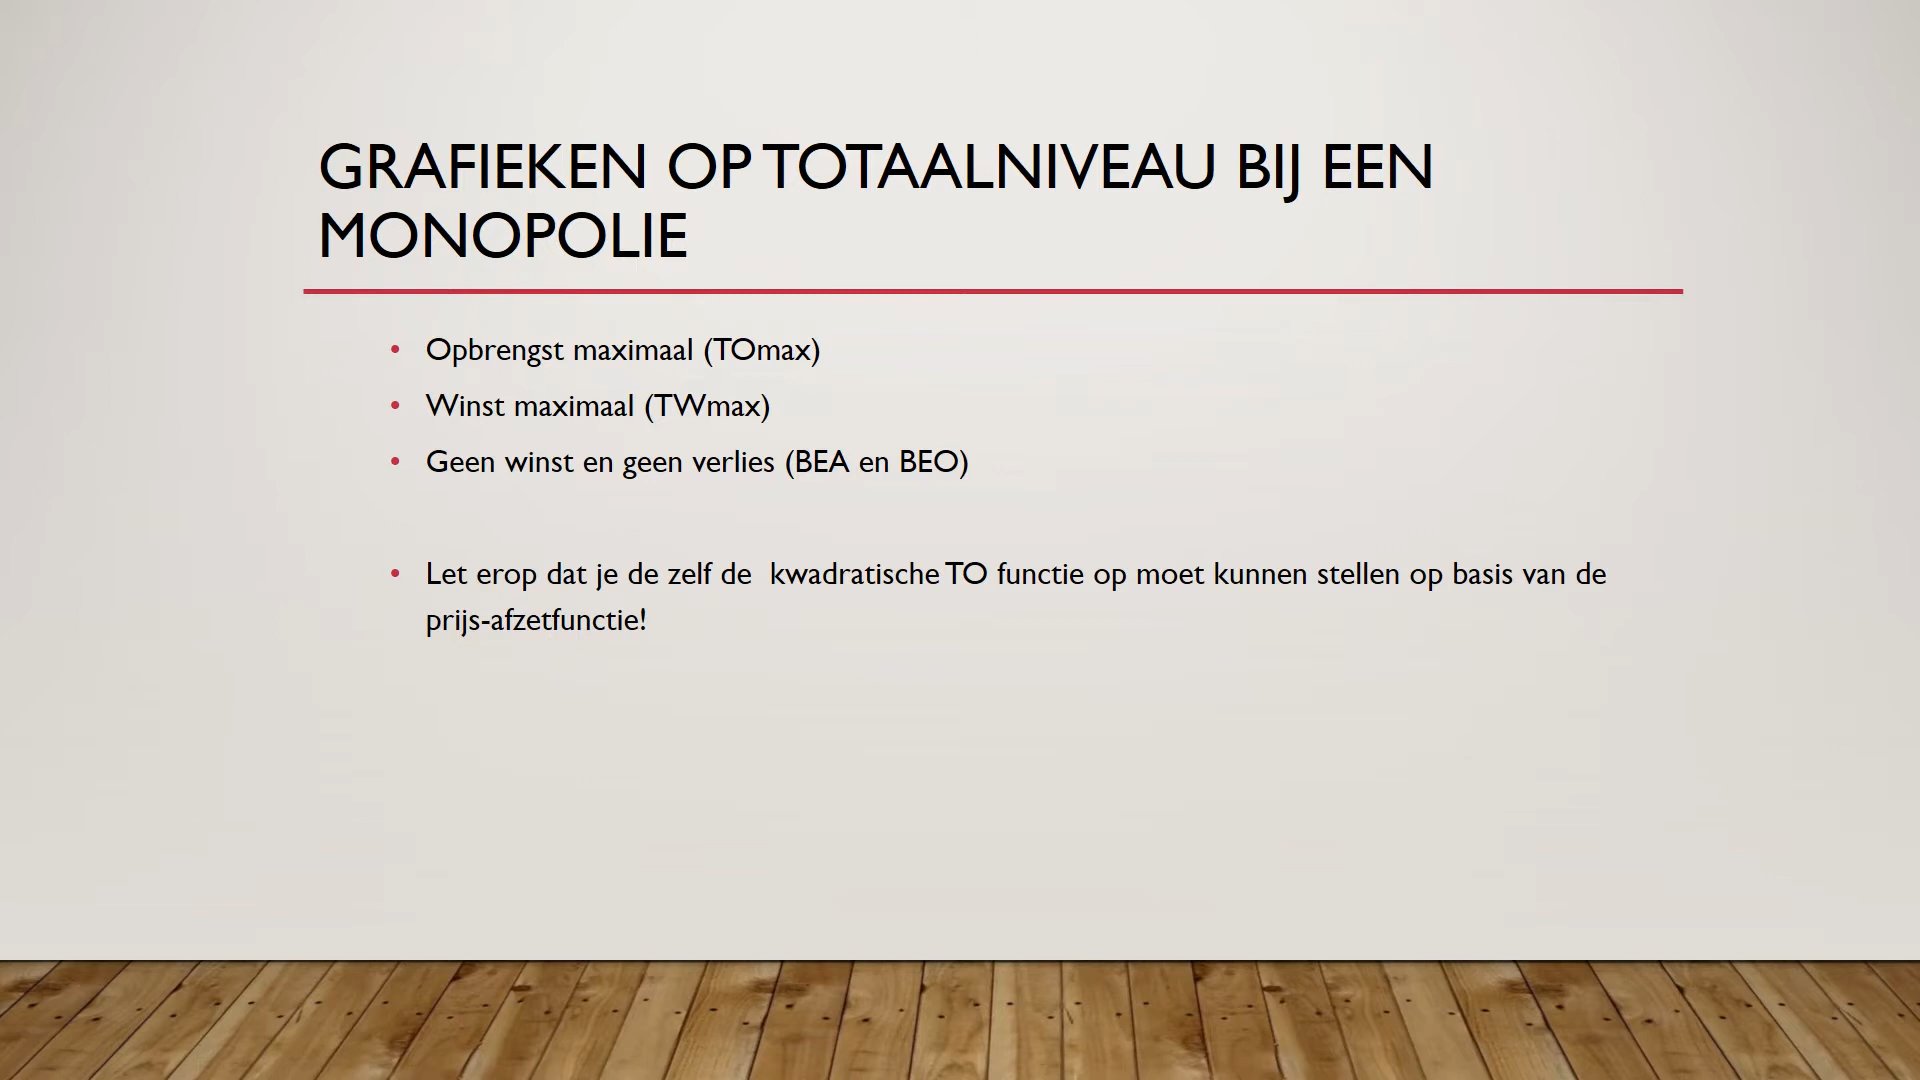 GRAFIEKEN OP TOTAALNIVEAU BIJ EEN
MONOPOLIE
• Opbrengst maximaal (TOmax)
• Winst maximaal (TWmax)
• Geen winst en geen verlies (BEA en BEO)
• Let erop dat je de zelf de  kwadratische TO functie op moet kunnen stellen op basis van de
prijs-afzetfunctie!